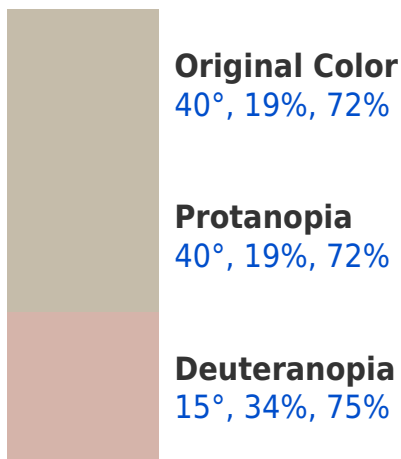 Original Color
40°, 19%, 72%
Protanopia
40°, 19%, 72%
Deuteranopia
15°, 34%, 75%